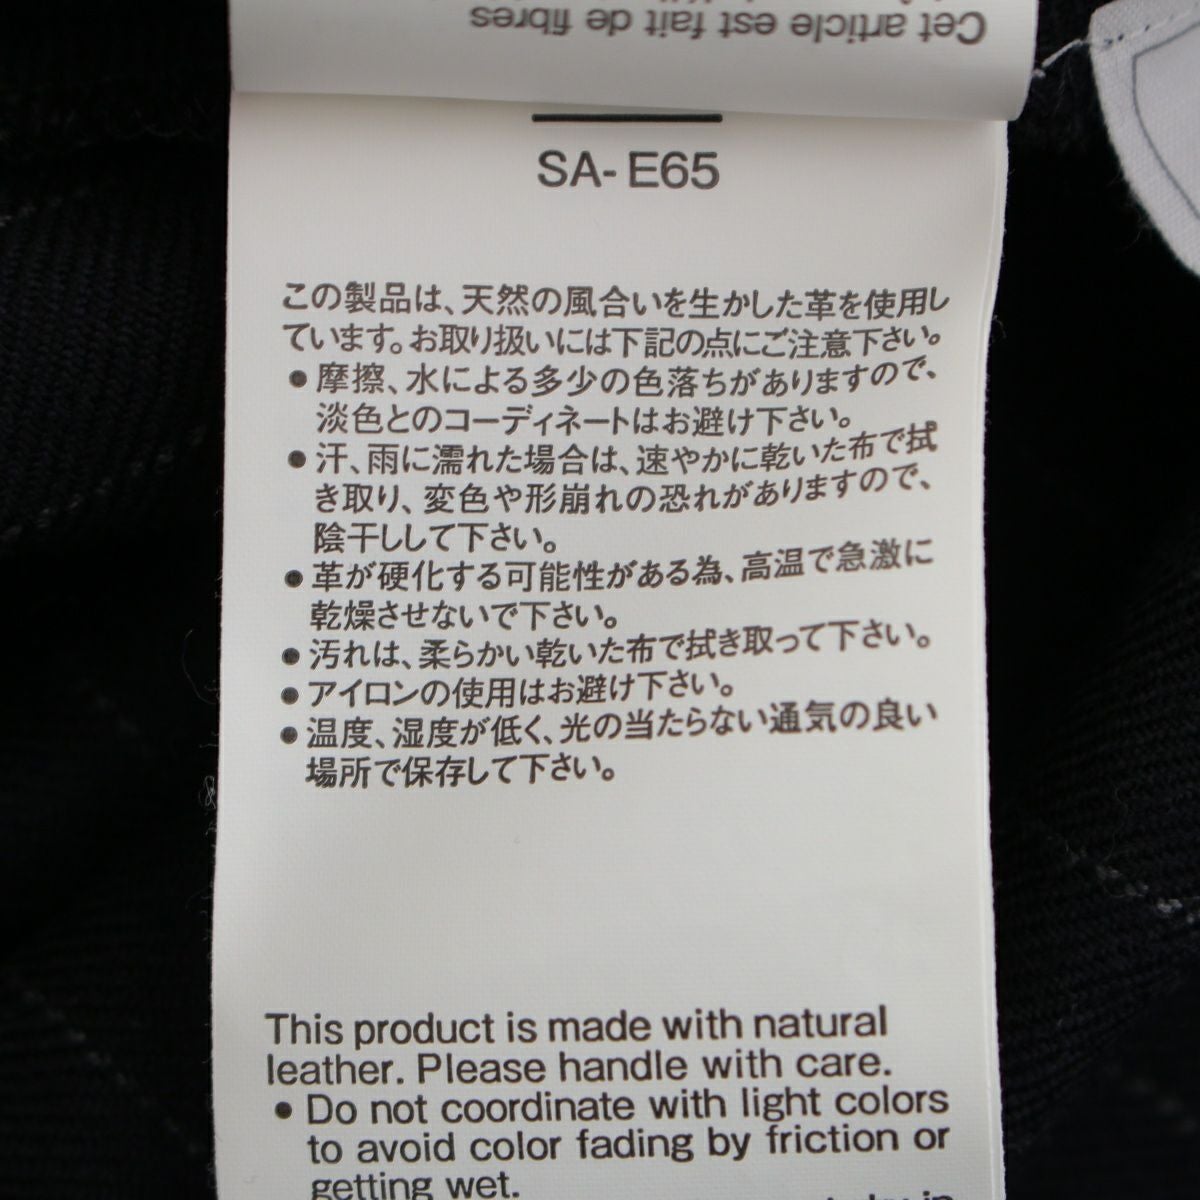 Cet article est fait de fibres
SA-E65
この製品は、天然の風合いを生かした革を使用し
ています。お取り扱いには下記の点にご注意下さい。
●摩擦、水による多少の色落ちがありますので、
淡色とのコーディネートはお避け下さい。
●汗、雨に濡れた場合は、速やかに乾いた布で拭
き取り、変色や形崩れの恐れがありますので、
陰干しして下さい。
●革が硬化する可能性がある為、高温で急激に
乾燥させないで下さい。
●汚れは、柔らかい乾いた布で拭き取って下さい。
●アイロンの使用はお避け下さい。
●温度、湿度が低く、光の当たらない通気の良い
場所で保存して下さい。
This product is made with natural
leather. Please handle with care.
● Do not coordinate with light colors
to avoid color fading by friction or
getting wet.